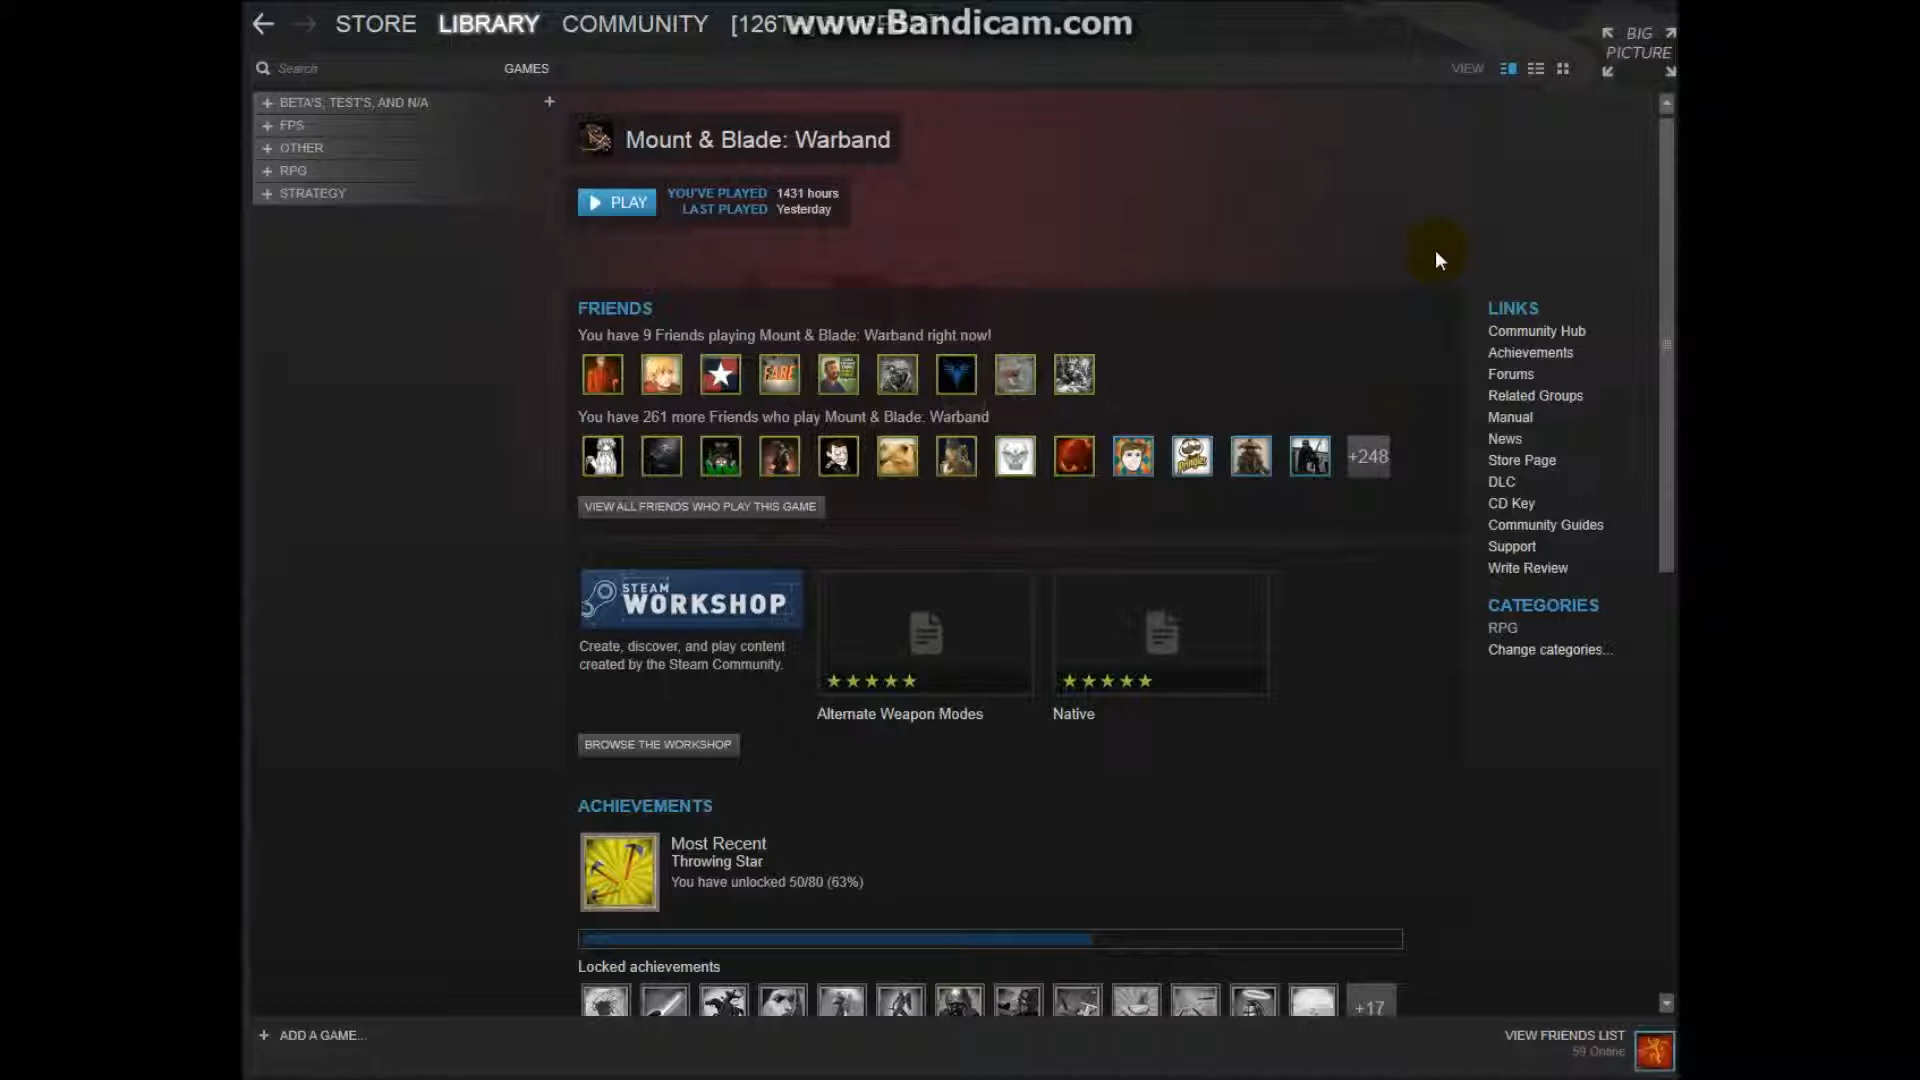 STORE LIBRARY COMMUNITY [126T
www.Bandicam.com
BIG PICTURE
Search
GAMES
VIEW
+ BETA'S, TEST'S, AND N/A +
+ FPS
+ OTHER
+ RPG
+ STRATEGY
Mount & Blade: Warband
PLAY
YOU'VE PLAYED 1431 hours
LAST PLAYED Yesterday
FRIENDS
You have 9 Friends playing Mount & Blade: Warband right now!
FABE
You have 261 more Friends who play Mount & Blade: Warband
Pringles
+248
VIEW ALL FRIENDS WHO PLAY THIS GAME
STEAM
WORKSHOP
Create, discover, and play content
created by the Steam Community.
★★★★★
★★★★★
Alternate Weapon Modes
Native
BROWSE THE WORKSHOP
ACHIEVEMENTS
Most Recent
Throwing Star
You have unlocked 50/80 (63%)
Locked achievements
+17
LINKS
Community Hub
Achievements
Forums
Related Groups
Manual
News
Store Page
DLC
CD Key
Community Guides
Support
Write Review
CATEGORIES
RPG
Change categories...
+ ADD A GAME...
VIEW FRIENDS LIST
59 Online